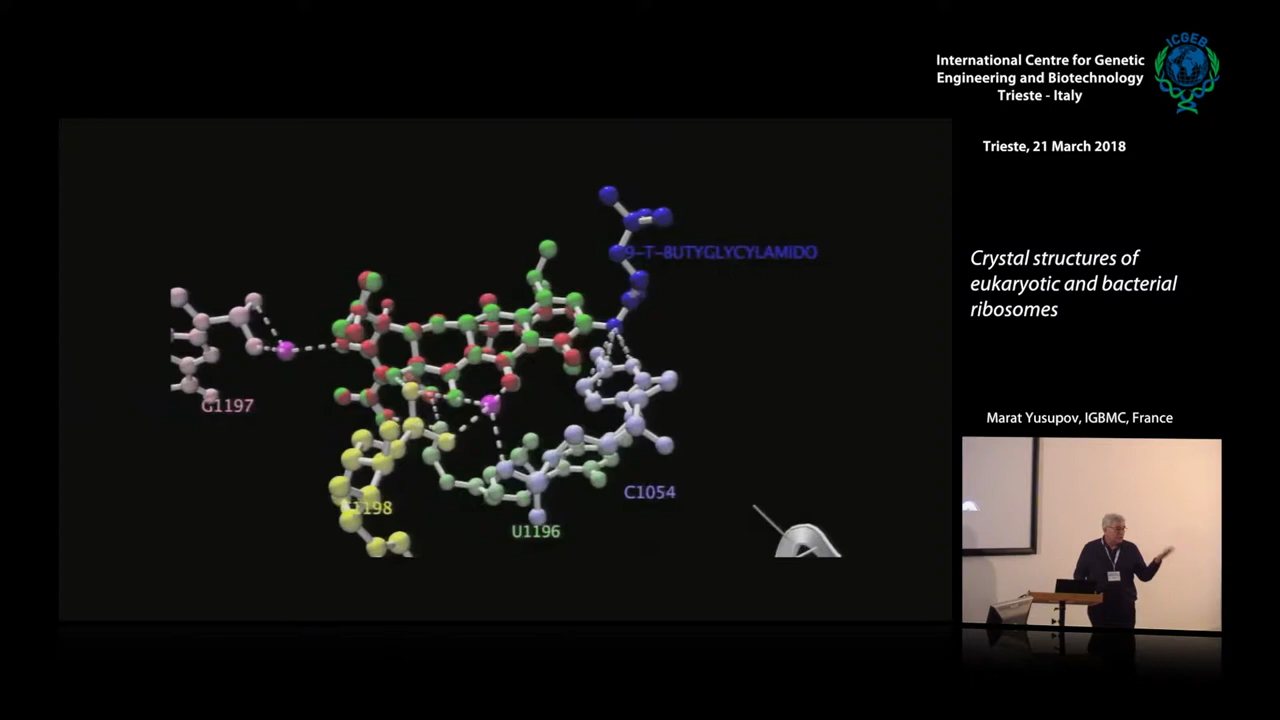 ICGEB
International Centre for Genetic
Engineering and Biotechnology
Trieste - Italy
Trieste, 21 March 2018
9-T-BUTYGLYCYLAMIDO
Crystal structures of
eukaryotic and bacterial
ribosomes
G1197
Marat Yusupov, IGBMC, France
C1054
1198
U1196